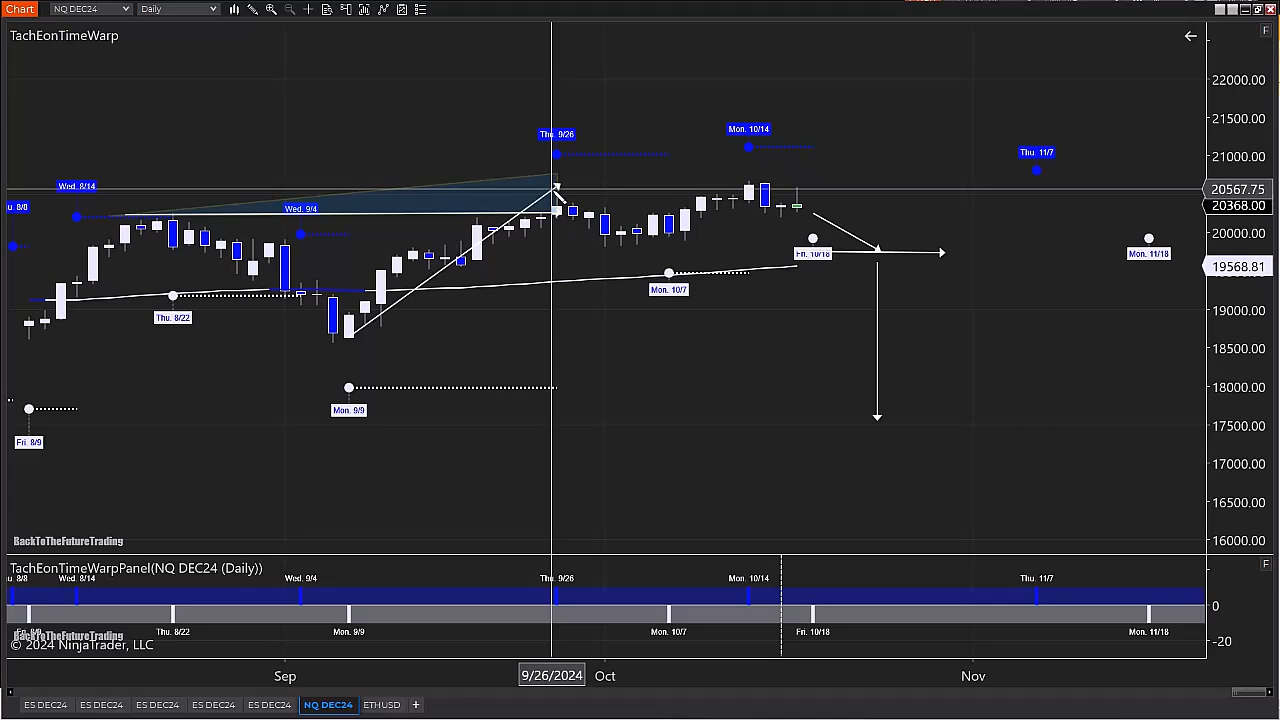 Chart NQ DEC24 Daily
TachEonTimeWarp
F
22000.00
21500.00
21000.00
20567.75
20368.00
20000.00
19568.81
19000.00
18500.00
18000.00
17500.00
17000.00
16500.00
16000.00
Thu. 9/26
Mon. 10/14
Thu. 11/7
Wed. 8/14
u. 8/8
Wed. 9/4
Fri. 10/18
Mon. 11/18
Mon. 10/7
Thu. 8/22
Mon. 9/9
Fri. 8/9
BackToTheFutureTrading
TachEonTimeWarpPanel(NQ DEC24 (Daily))
F
u. 8/8 Wed. 8/14 Wed. 9/4 Thu. 9/26 Mon. 10/14 Thu. 11/7
0
Fri. 8/9 Thu. 8/22 Mon. 9/9 Mon. 10/7 Fri. 10/18 Mon. 11/18
BackToTheFutureTrading
-20
© 2024 NinjaTrader, LLC
Sep 9/26/2024 Oct Nov
ES DEC24 ES DEC24 ES DEC24 ES DEC24 ES DEC24 NQ DEC24 ETHUSD +